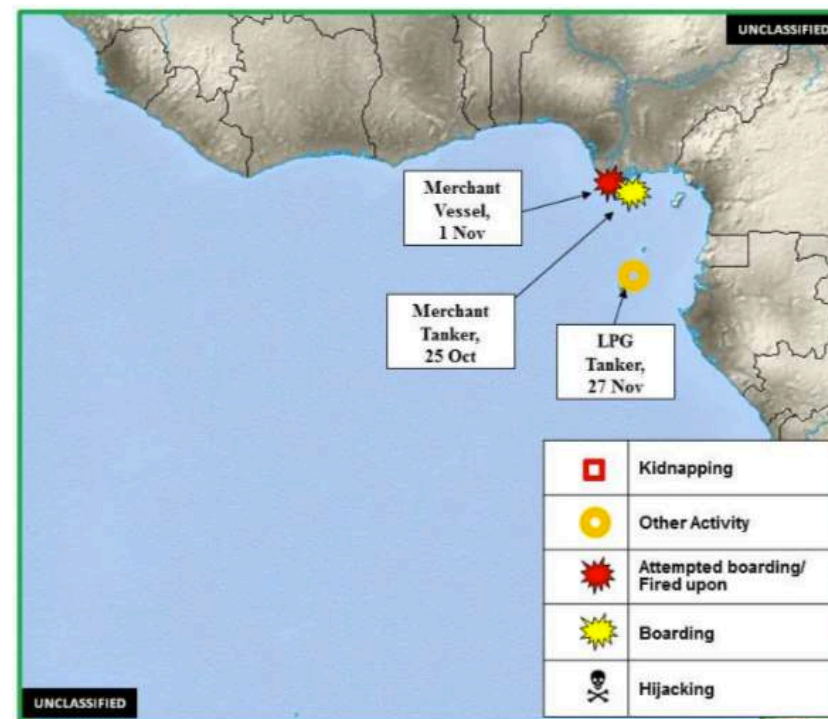 UNCLASSIFIED
Merchant
Vessel,
1 Nov
Merchant
Tanker,
25 Oct
LPG
Tanker,
27 Nov
Kidnapping
Other Activity
Attempted boarding/
Fired upon
Boarding
Hijacking
UNCLASSIFIED